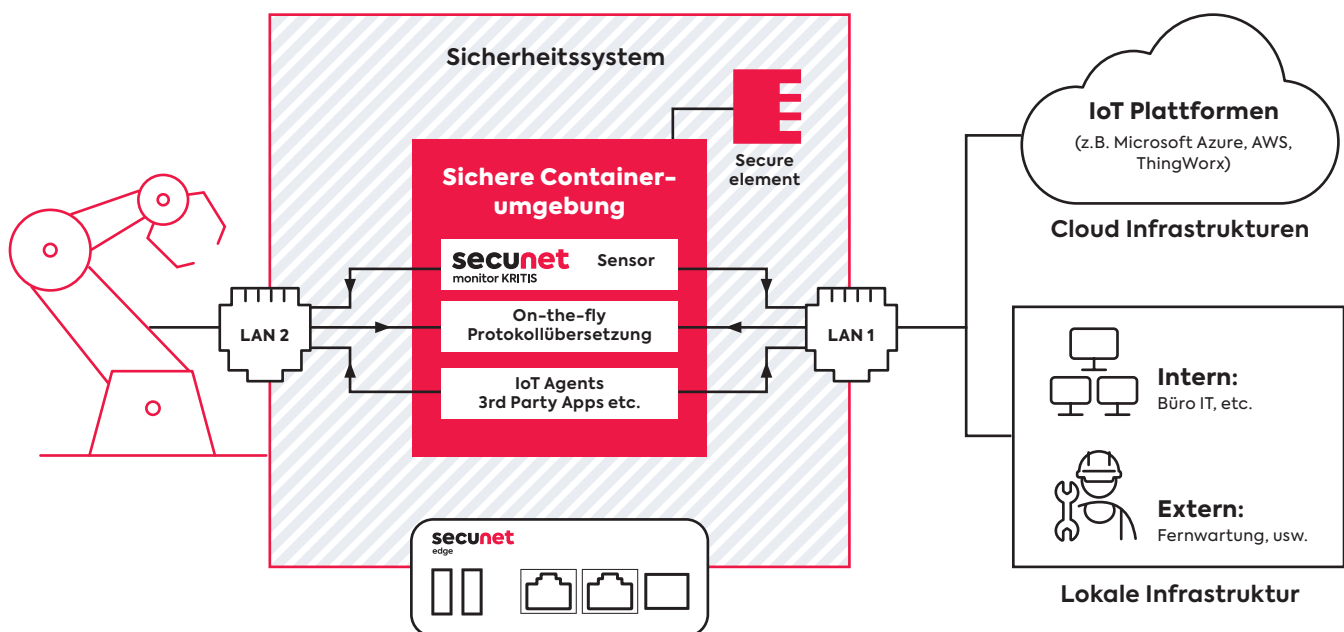 Sicherheitssystem
Secure
element
Sichere Container-
umgebung
secunet Sensor
monitor KRITIS
On-the-fly
Protokollübersetzung
IoT Agents
3rd Party Apps etc.
LAN 2
LAN 1
IoT Plattformen
(z.B. Microsoft Azure, AWS,
ThingWorx)
Cloud Infrastrukturen
Intern:
Büro IT, etc.
Extern:
Fernwartung, usw.
Lokale Infrastruktur
secunet
edge